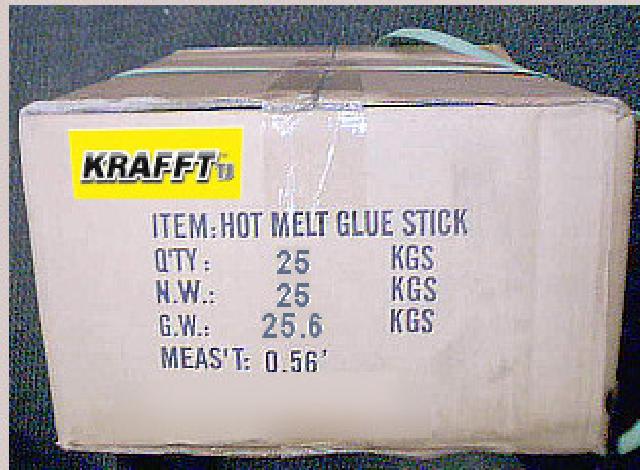 KRAFFT
ITEM: HOT MELT GLUE STICK
Q'TY: 25 KGS
N.W.: 25 KGS
G.W.: 25.6 KGS
MEAS'T: 0.56'